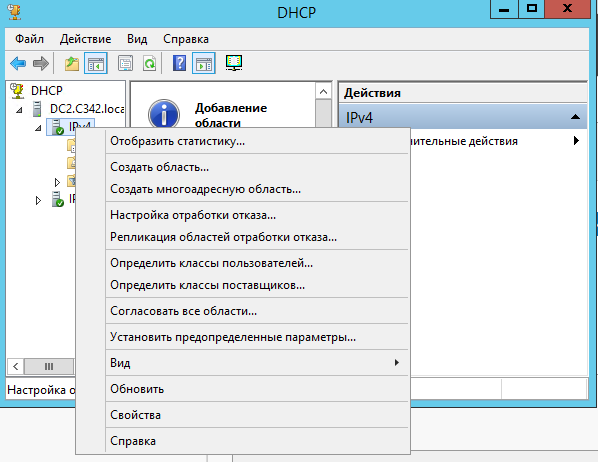 DHCP
Файл Действие Вид Справка
DHCP
DC2.C342.loca
IPv4
Добавление
области
Действия
IPv4
нительные действия
Отобразить статистику...
Создать область...
Создать многоадресную область...
Настройка отработки отказа...
Репликация областей отработки отказа...
Определить классы пользователей...
Определить классы поставщиков...
Согласовать все области...
Установить предопределенные параметры...
Вид
Обновить
Свойства
Справка
Настройка о